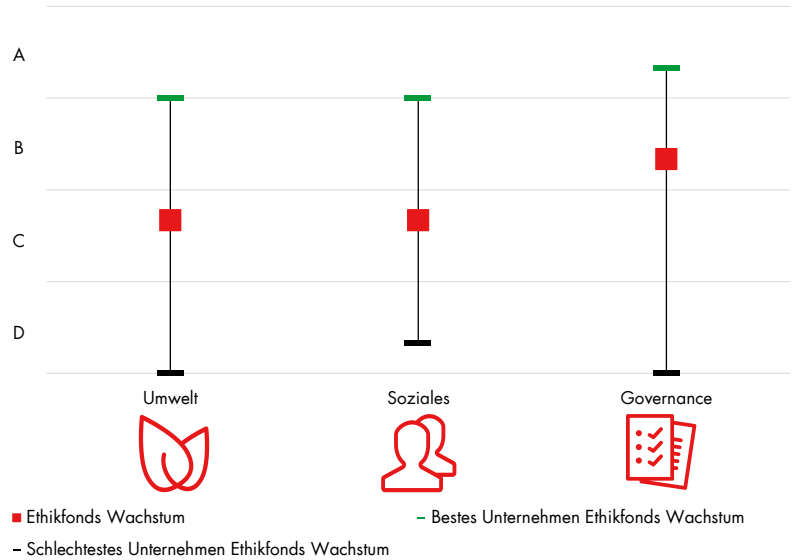 A
B
C
D
Umwelt Soziales Governance
Ethikfonds Wachstum
Bestes Unternehmen Ethikfonds Wachstum
Schlechtestes Unternehmen Ethikfonds Wachstum